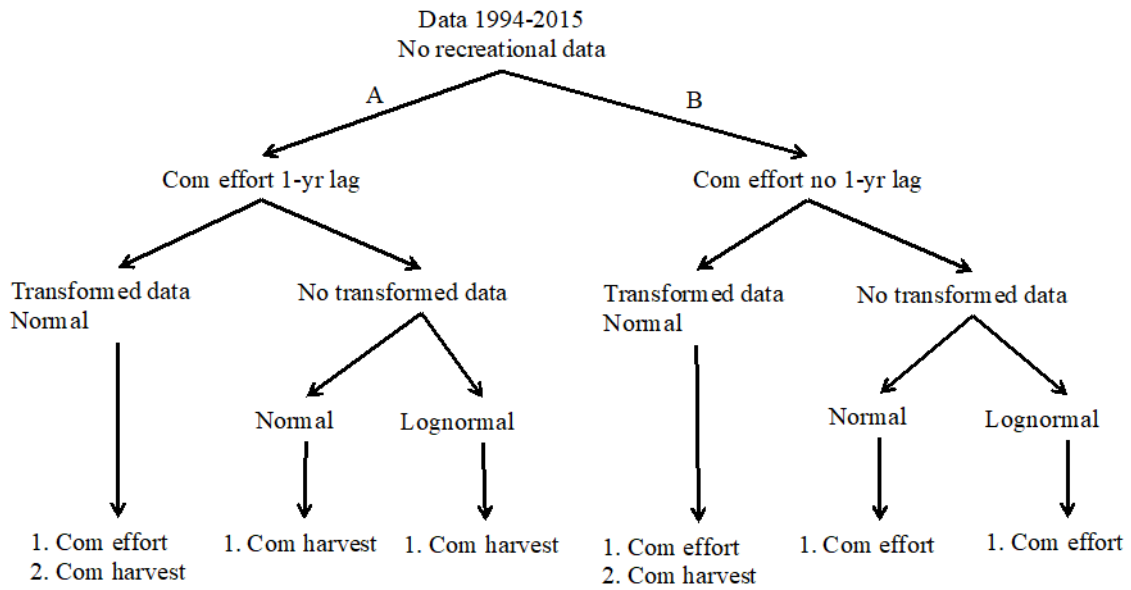 Data 1994-2015
No recreational data
A
B
Com effort 1-yr lag
Com effort no 1-yr lag
Transformed data
Normal
No transformed data
Transformed data
Normal
No transformed data
Normal
Lognormal
Normal
Lognormal
1. Com effort
2. Com harvest
1. Com harvest
1. Com harvest
1. Com effort
2. Com harvest
1. Com effort
1. Com effort